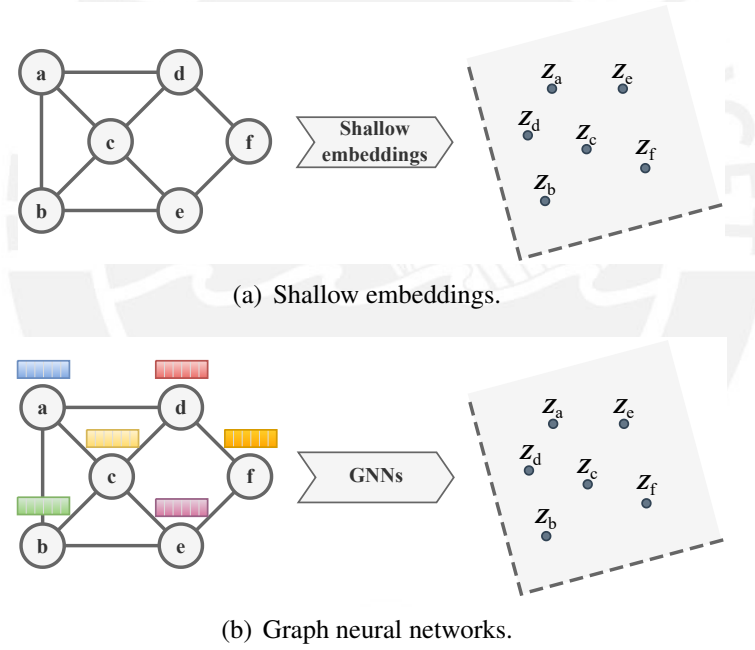 a
d
c
f
b
e
Shallow
embeddings
Za
Ze
Zd
Zc
Zf
Zb
(a) Shallow embeddings.
a
d
c
f
b
e
GNNs
Za
Ze
Zd
Zc
Zf
Zb
(b) Graph neural networks.